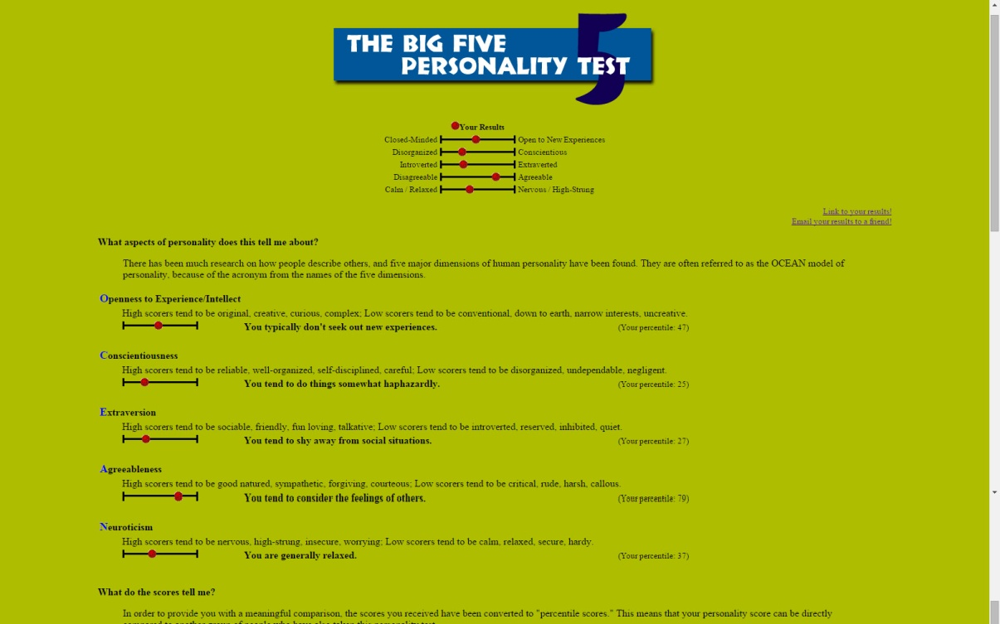 THE BIG FIVE
PERSONALITY TEST
5
Your Results
Closed-Minded Open to New Experiences
Disorganized Conscientious
Introverted Extraverted
Disagreeable Agreeable
Calm / Relaxed Nervous / High-Strung
Link to your results!
Email your results to a friend!
What aspects of personality does this tell me about?
There has been much research on how people describe others, and five major dimensions of human personality have been found. They are often referred to as the OCEAN model of
personality, because of the acronym from the names of the five dimensions.
Openness to Experience/Intellect
High scorers tend to be original, creative, curious, complex; Low scorers tend to be conventional, down to earth, narrow interests, uncreative.
You typically don't seek out new experiences. (Your percentile: 47)
Conscientiousness
High scorers tend to be reliable, well-organized, self-disciplined, careful; Low scorers tend to be disorganized, undependable, negligent.
You tend to do things somewhat haphazardly. (Your percentile: 25)
Extraversion
High scorers tend to be sociable, friendly, fun loving, talkative; Low scorers tend to be introverted, reserved, inhibited, quiet.
You tend to shy away from social situations. (Your percentile: 27)
Agreeableness
High scorers tend to be good natured, sympathetic, forgiving, courteous; Low scorers tend to be critical, rude, harsh, callous.
You tend to consider the feelings of others. (Your percentile: 79)
Neuroticism
High scorers tend to be nervous, high-strung, insecure, worrying; Low scorers tend to be calm, relaxed, secure, hardy.
You are generally relaxed. (Your percentile: 37)
What do the scores tell me?
In order to provide you with a meaningful comparison, the scores you received have been converted to "percentile scores." This means that your personality score can be directly
compared to another group of people who have also taken this personality test.